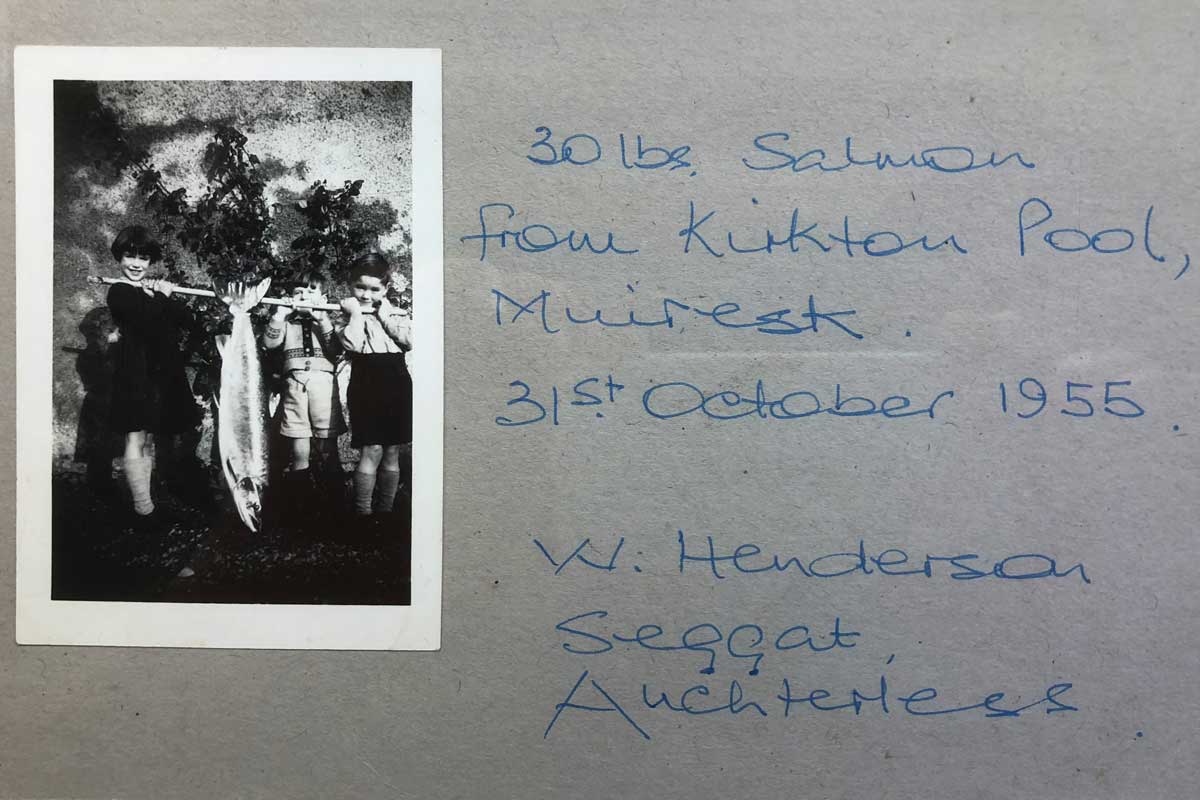 30 lbs. Salmon
from Kirkton Pool,
Muiresk.
31st October 1955.
W. Henderson
Seggat,
Auchterless.